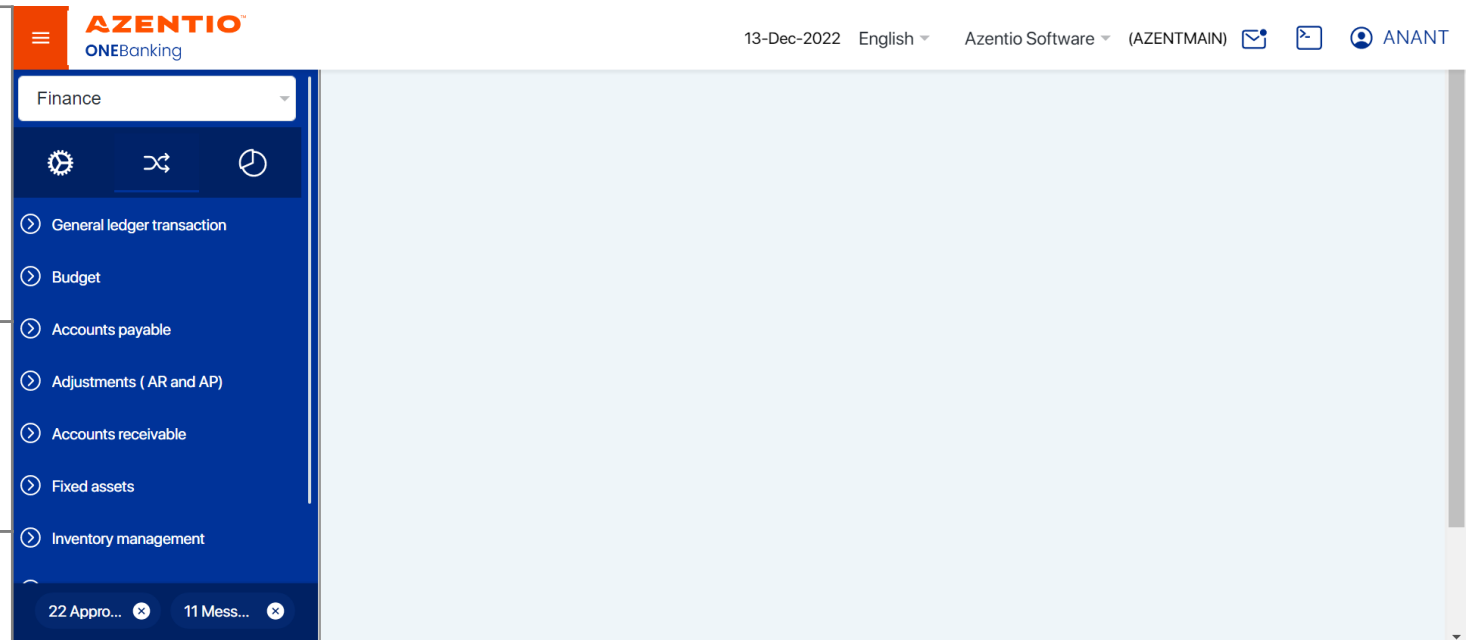 AZENTIO™
ONEBanking
13-Dec-2022 English Azentio Software (AZENTMAIN) ANANT
Finance
General ledger transaction
Budget
Accounts payable
Adjustments ( AR and AP)
Accounts receivable
Fixed assets
Inventory management
22 Appro... 11 Mess...